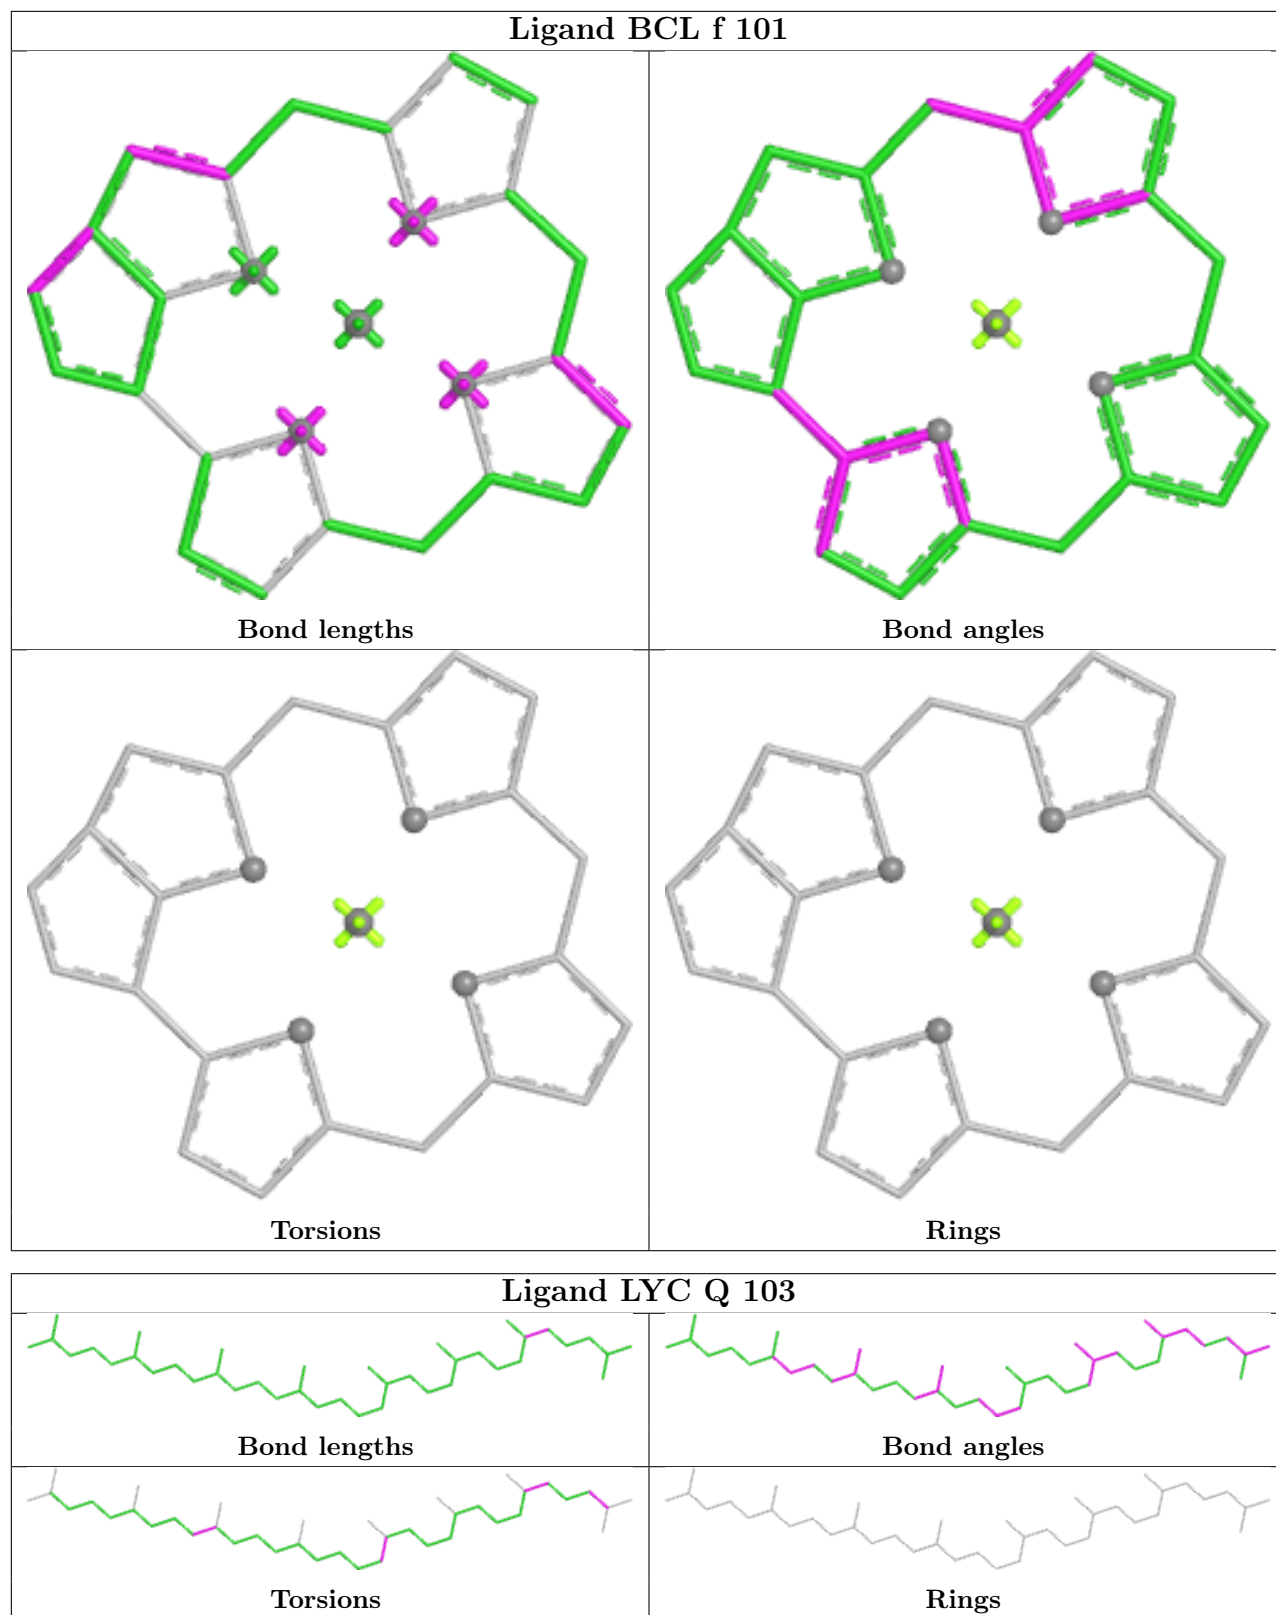 Ligand BCL f 101
Bond lengths
Bond angles
Torsions
Rings
Ligand LYC Q 103
Bond lengths
Bond angles
Torsions
Rings